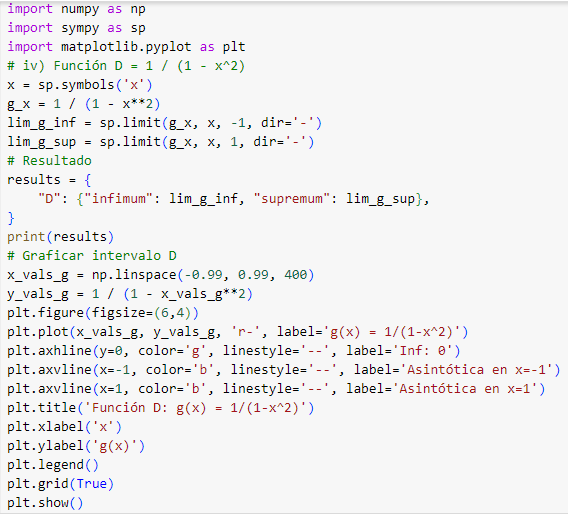 import numpy as np
import sympy as sp
import matplotlib.pyplot as plt
# iv) Función D = 1 / (1 - x^2)
x = sp.symbols('x')
g_x = 1 / (1 - x**2)
lim_g_inf = sp.limit(g_x, x, -1, dir='-')
lim_g_sup = sp.limit(g_x, x, 1, dir='-')
# Resultado
results = {
    "D": {"infimum": lim_g_inf, "supremum": lim_g_sup},
}
print(results)
# Graficar intervalo D
x_vals_g = np.linspace(-0.99, 0.99, 400)
y_vals_g = 1 / (1 - x_vals_g**2)
plt.figure(figsize=(6,4))
plt.plot(x_vals_g, y_vals_g, 'r-', label='g(x) = 1/(1-x^2)')
plt.axhline(y=0, color='g', linestyle='--', label='Inf: 0')
plt.axvline(x=-1, color='b', linestyle='--', label='Asintótica en x=-1')
plt.axvline(x=1, color='b', linestyle='--', label='Asintótica en x=1')
plt.title('Función D: g(x) = 1/(1-x^2)')
plt.xlabel('x')
plt.ylabel('g(x)')
plt.legend()
plt.grid(True)
plt.show()